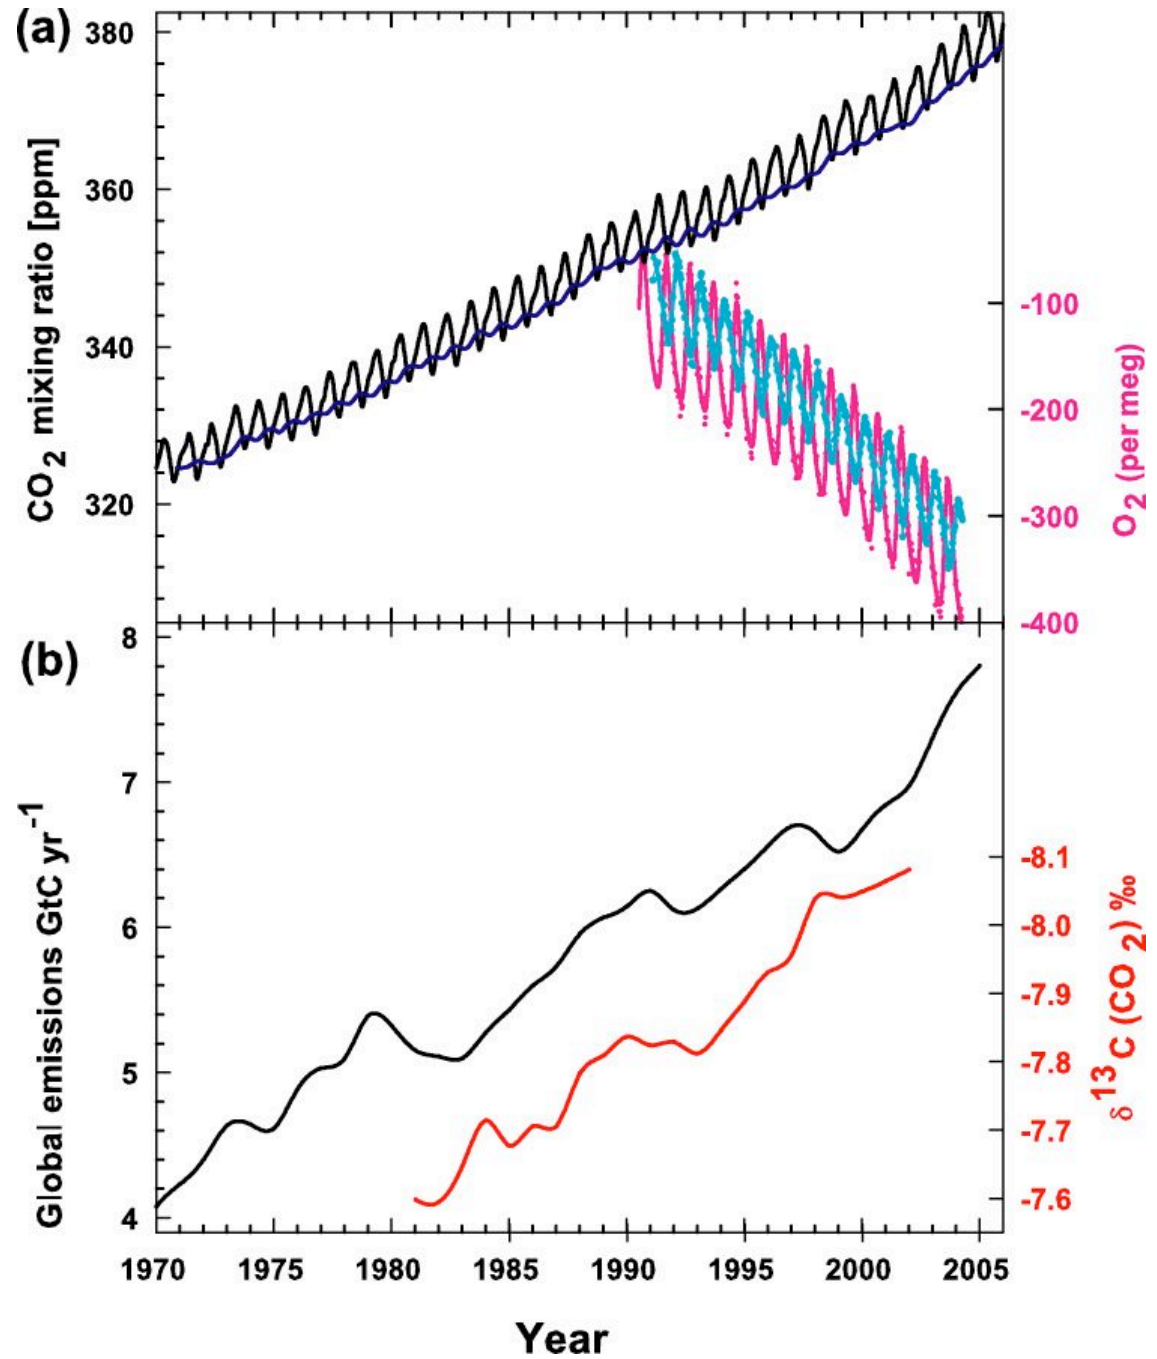 (a)
380
360
340
320
CO2 mixing ratio [ppm]
-100
-200
-300
-400
O2 (per meg)
(b)
8
7
6
5
4
Global emissions GtC yr-1
-8.1
-8.0
-7.9
-7.8
-7.7
-7.6
δ13C (CO2) ‰
1970 1975 1980 1985 1990 1995 2000 2005
Year